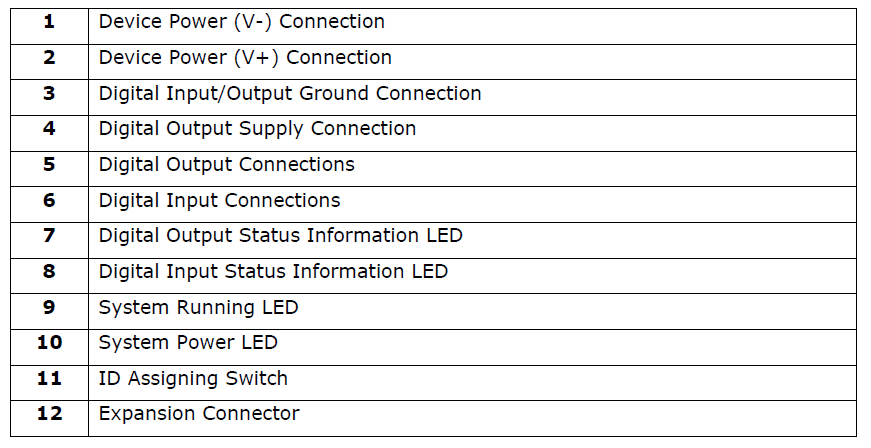 1 Device Power (V-) Connection
2 Device Power (V+) Connection
3 Digital Input/Output Ground Connection
4 Digital Output Supply Connection
5 Digital Output Connections
6 Digital Input Connections
7 Digital Output Status Information LED
8 Digital Input Status Information LED
9 System Running LED
10 System Power LED
11 ID Assigning Switch
12 Expansion Connector